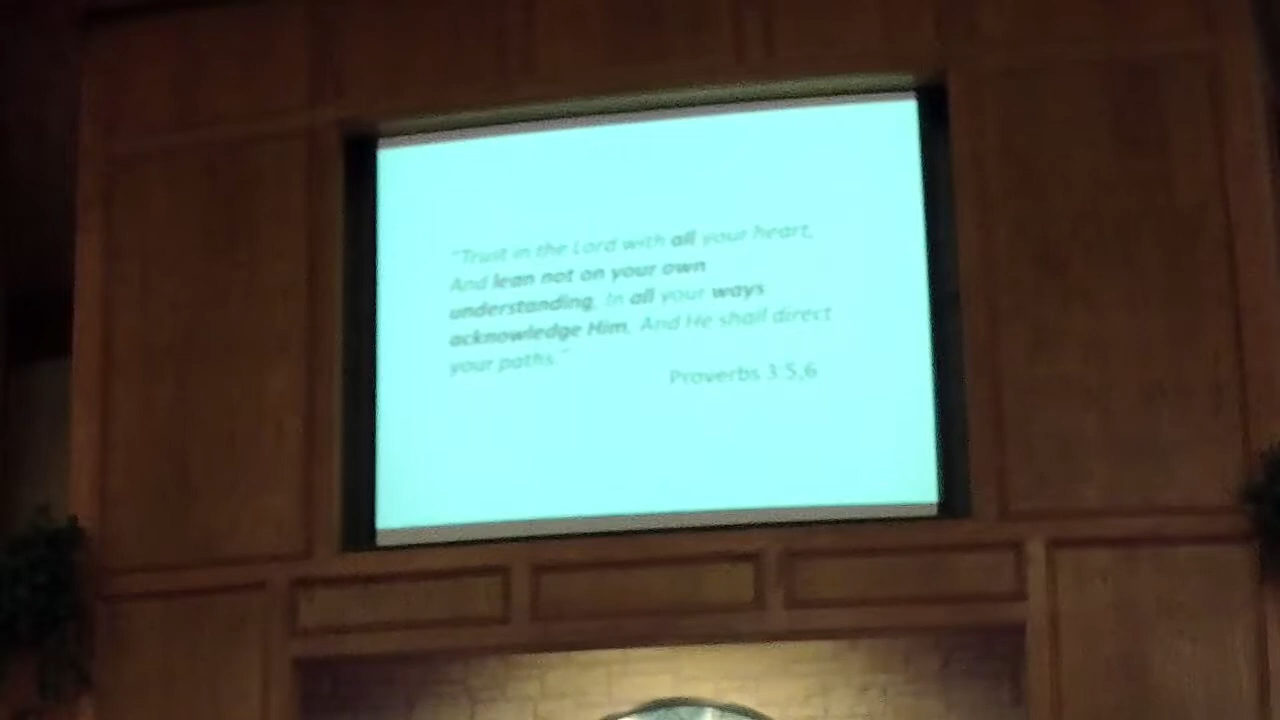 "Trust in the Lord with all your heart,
And lean not on your own
understanding, In all your ways
acknowledge Him, And He shall direct
your paths."
Proverbs 3:5,6